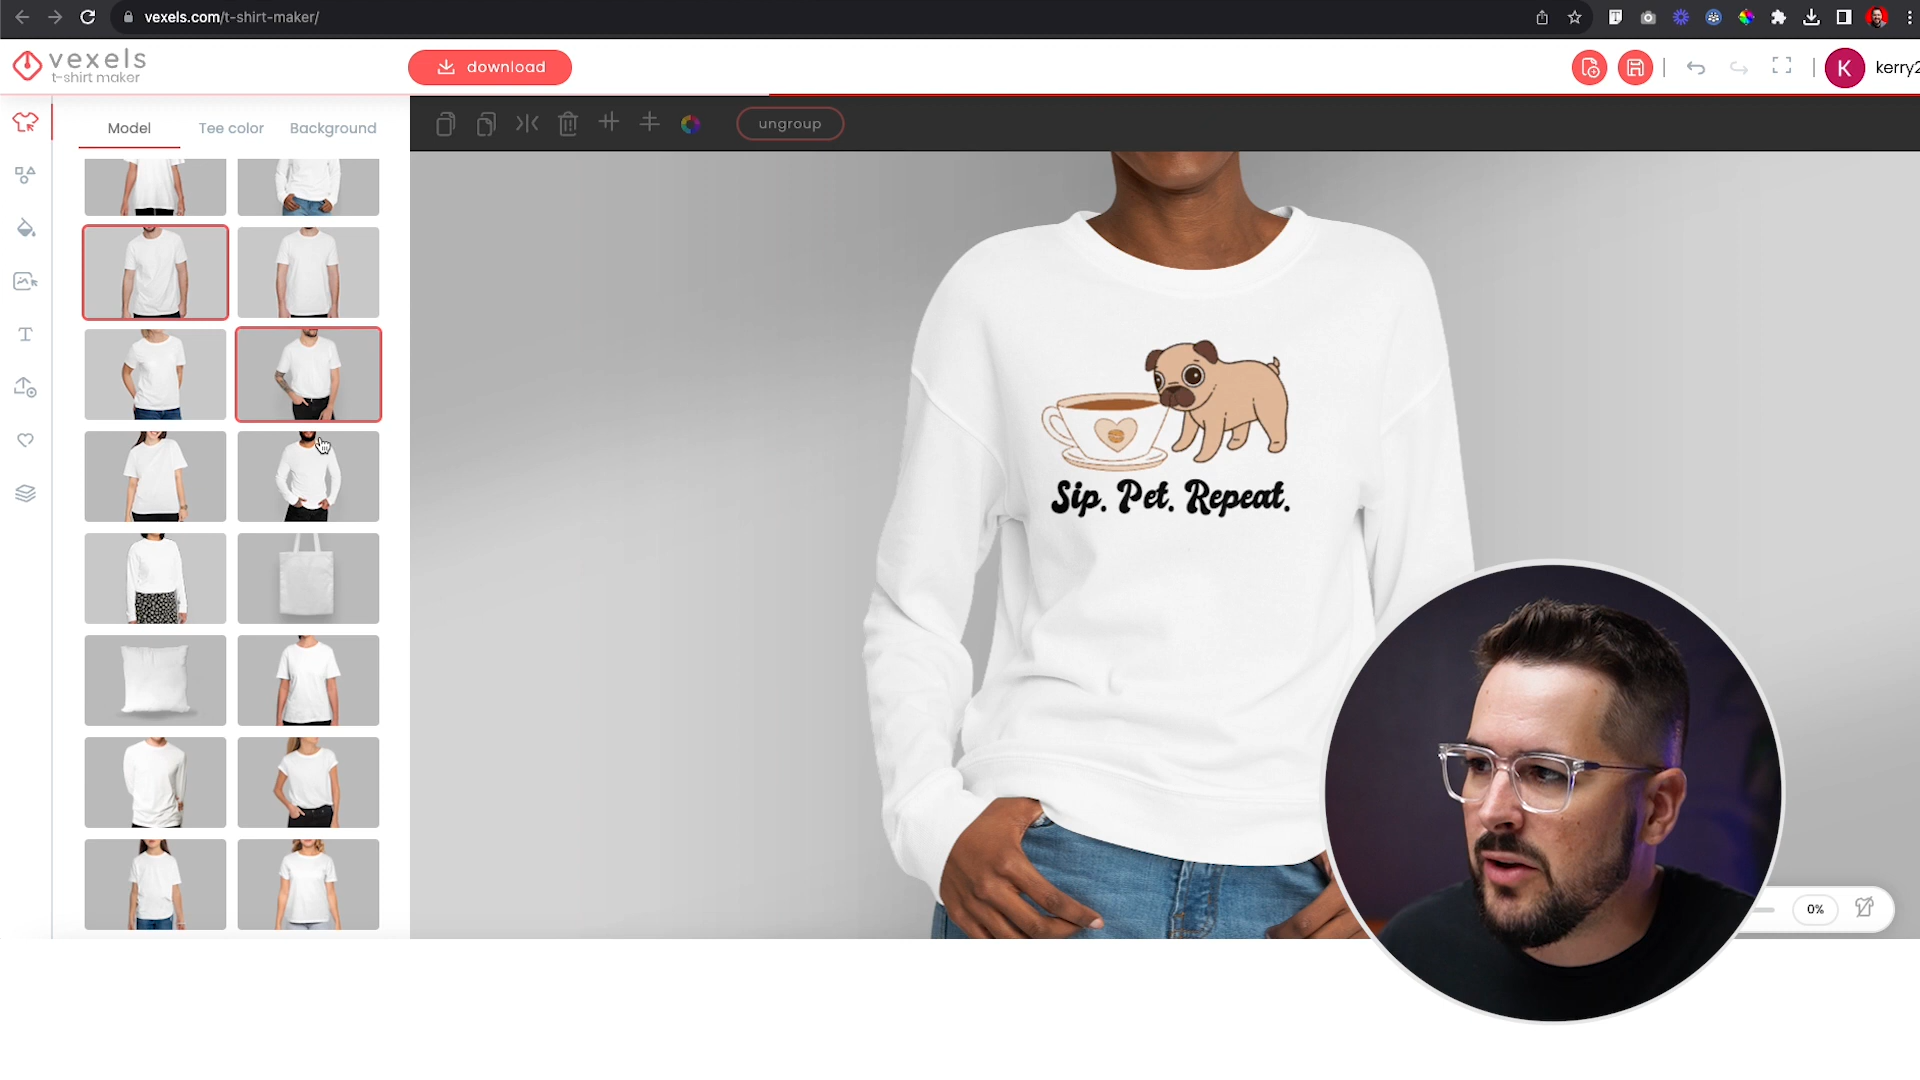 vexels.com/t-shirt-maker/
vexels
t-shirt maker
download
K
kerry2
Model
Tee color
Background
ungroup
Sip. Pet. Repeat.
0%